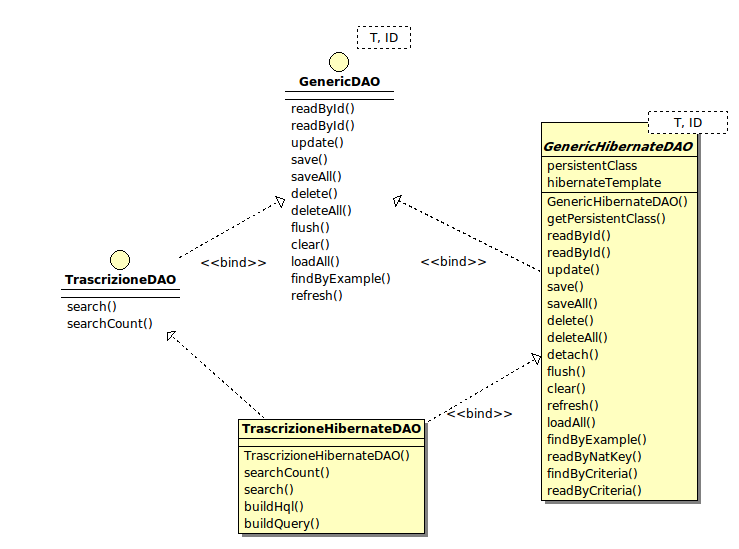 T, ID
GenericDAO
readById()
readById()
update()
save()
saveAll()
delete()
deleteAll()
flush()
clear()
loadAll()
findByExample()
refresh()
T, ID
GenericHibernateDAO
persistentClass
hibernateTemplate
GenericHibernateDAO()
getPersistentClass()
readById()
readById()
update()
save()
saveAll()
delete()
deleteAll()
detach()
flush()
clear()
refresh()
loadAll()
findByExample()
readByNatKey()
findByCriteria()
readByCriteria()
<<bind>>
<<bind>>
TrascrizioneDAO
search()
searchCount()
<<bind>>
TrascrizioneHibernateDAO
TrascrizioneHibernateDAO()
searchCount()
search()
buildHql()
buildQuery()